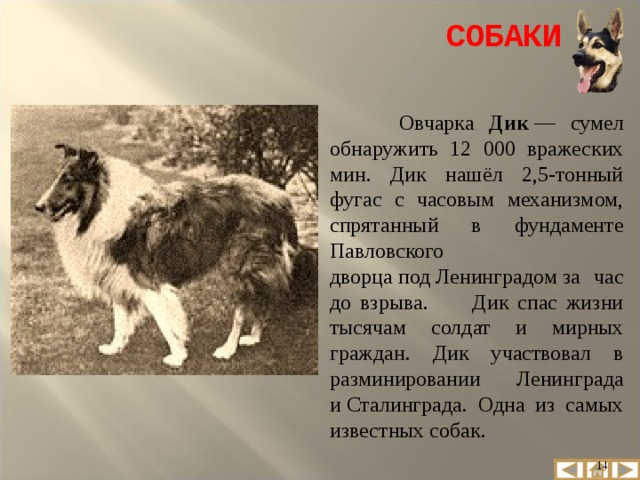 СОБАКИ
Овчарка Дик — сумел
обнаружить 12 000 вражеских
мин. Дик нашёл 2,5-тонный
фугас с часовым механизмом,
спрятанный в фундаменте
Павловского
дворца под Ленинградом за час
до взрыва. Дик спас жизни
тысячам солдат и мирных
граждан. Дик участвовал в
разминировании Ленинграда
и Сталинграда. Одна из самых
известных собак.